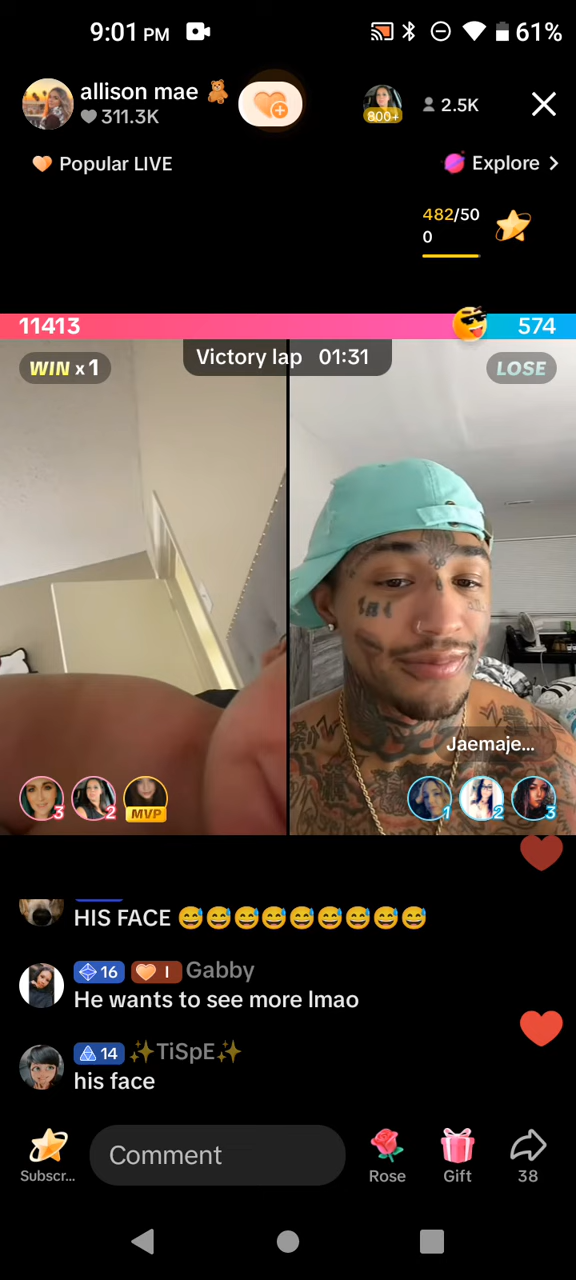 9:01 PM 61%
allison mae
311.3K
800+
2.5K
Popular LIVE
Explore >
482/50
0
11413
574
Victory lap 01:31
WIN x 1
LOSE
Jaemaje...
3
2
MVP
1
2
3
HIS FACE 😅😅😅😅😅😅😅😅😅
16 I Gabby
He wants to see more lmao
14 ✨TiSpE✨
his face
Comment
Subscr...
Rose
Gift
38